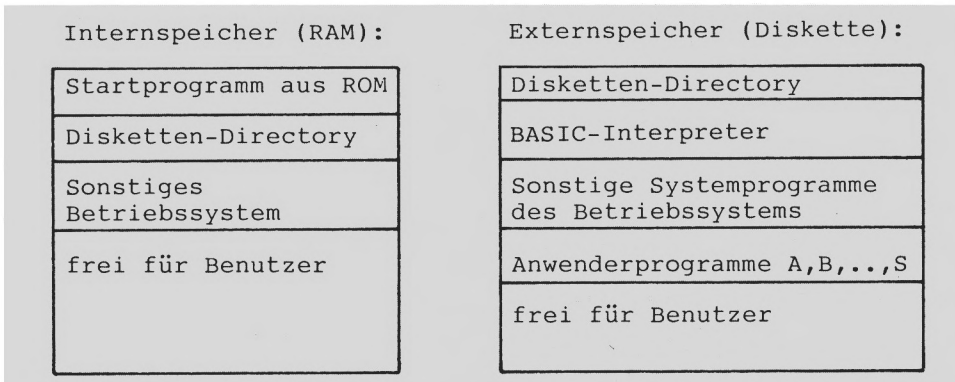 Internspeicher (RAM):
Startprogramm aus ROM
Disketten-Directory
Sonstiges
Betriebssystem
frei für Benutzer
Externspeicher (Diskette):
Disketten-Directory
BASIC-Interpreter
Sonstige Systemprogramme
des Betriebssystems
Anwenderprogramme A,B,..,S
frei für Benutzer